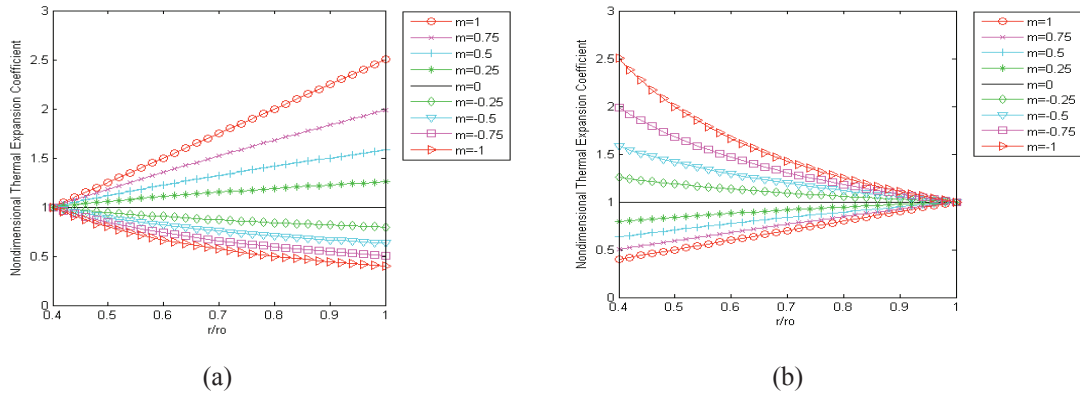 Nondimensional Thermal Expansion Coefficient
3
2.5
2
1.5
1
0.5
0
0.4
0.5
0.6
0.7
0.8
0.9
1
r/ro
m=1
m=0.75
m=0.5
m=0.25
m=0
m=-0.25
m=-0.5
m=-0.75
m=-1
(a)
Nondimensional Thermal Expansion Coefficient
3
2.5
2
1.5
1
0.5
0
0.4
0.5
0.6
0.7
0.8
0.9
1
r/ro
m=1
m=0.75
m=0.5
m=0.25
m=0
m=-0.25
m=-0.5
m=-0.75
m=-1
(b)